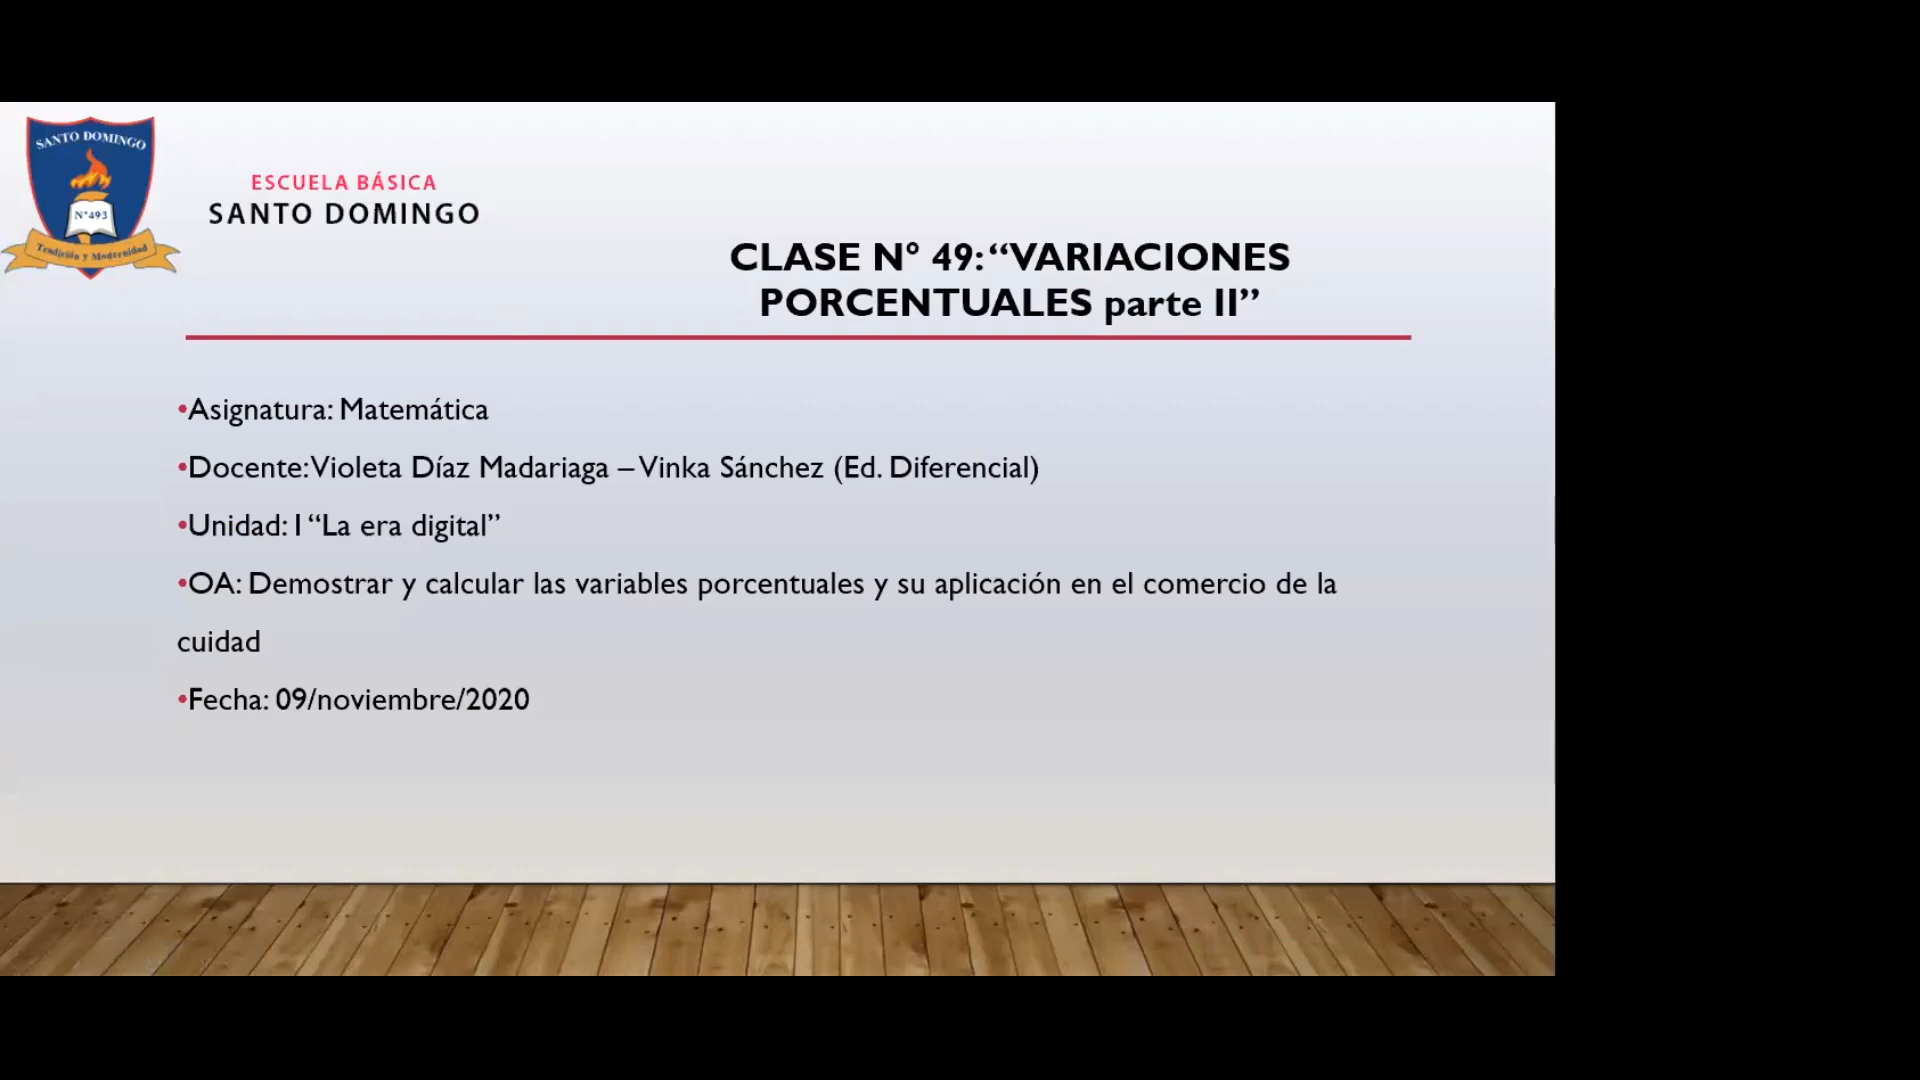 SANTO DOMINGO
N°493
Tradición y Modernidad
ESCUELA BÁSICA
SANTO DOMINGO
CLASE N° 49: “VARIACIONES
PORCENTUALES parte II”
•Asignatura: Matemática
•Docente: Violeta Díaz Madariaga – Vinka Sánchez (Ed. Diferencial)
•Unidad: I “La era digital”
•OA: Demostrar y calcular las variables porcentuales y su aplicación en el comercio de la
cuidad
•Fecha: 09/noviembre/2020